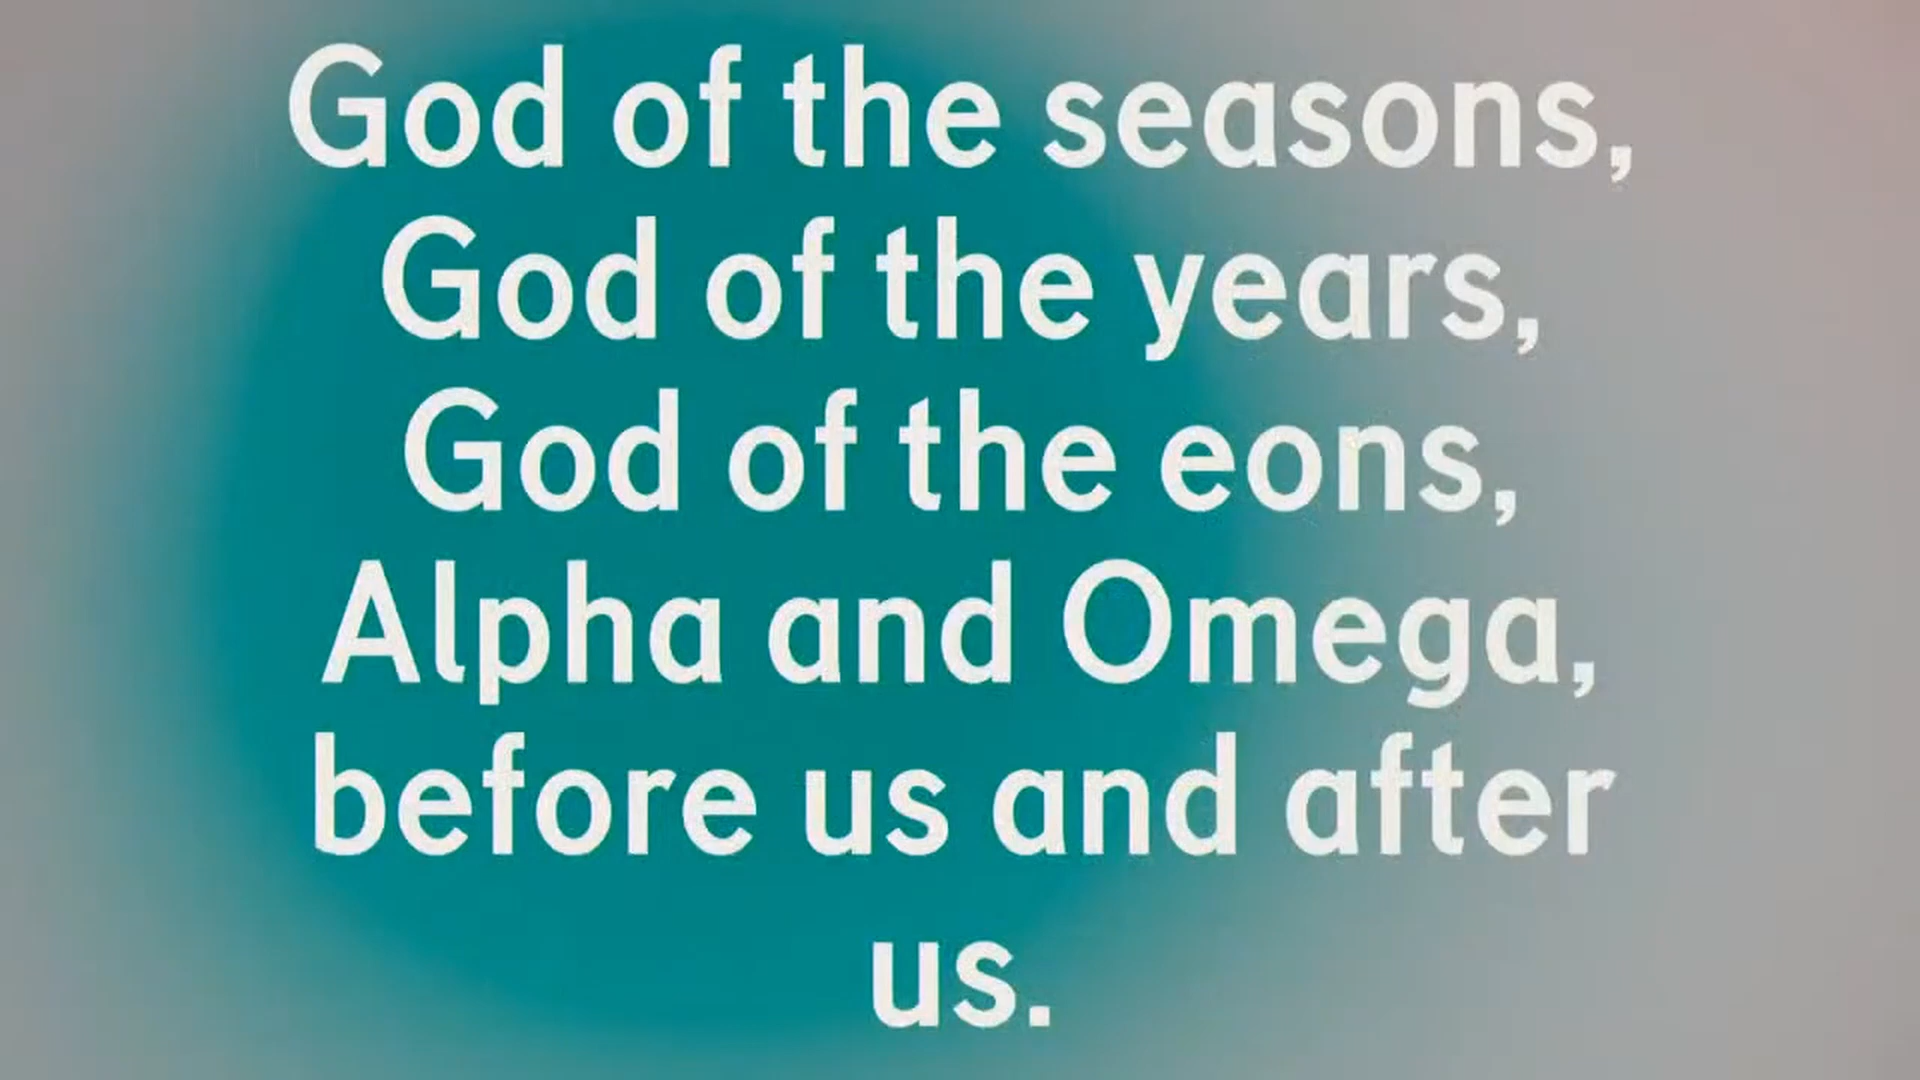 God of the seasons,
God of the years,
God of the eons,
Alpha and Omega,
before us and after
us.